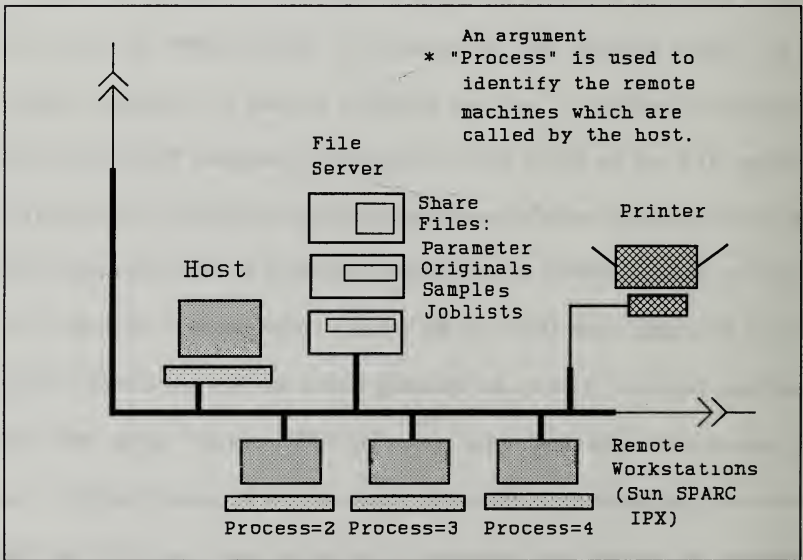 An argument
* "Process" is used to
identify the remote
machines which are
called by the host.
File
Server
Share
Files:
Parameter
Originals
Samples
Joblists
Printer
Host
Remote
Workstations
(Sun SPARC
IPX)
Process=2
Process=3
Process=4